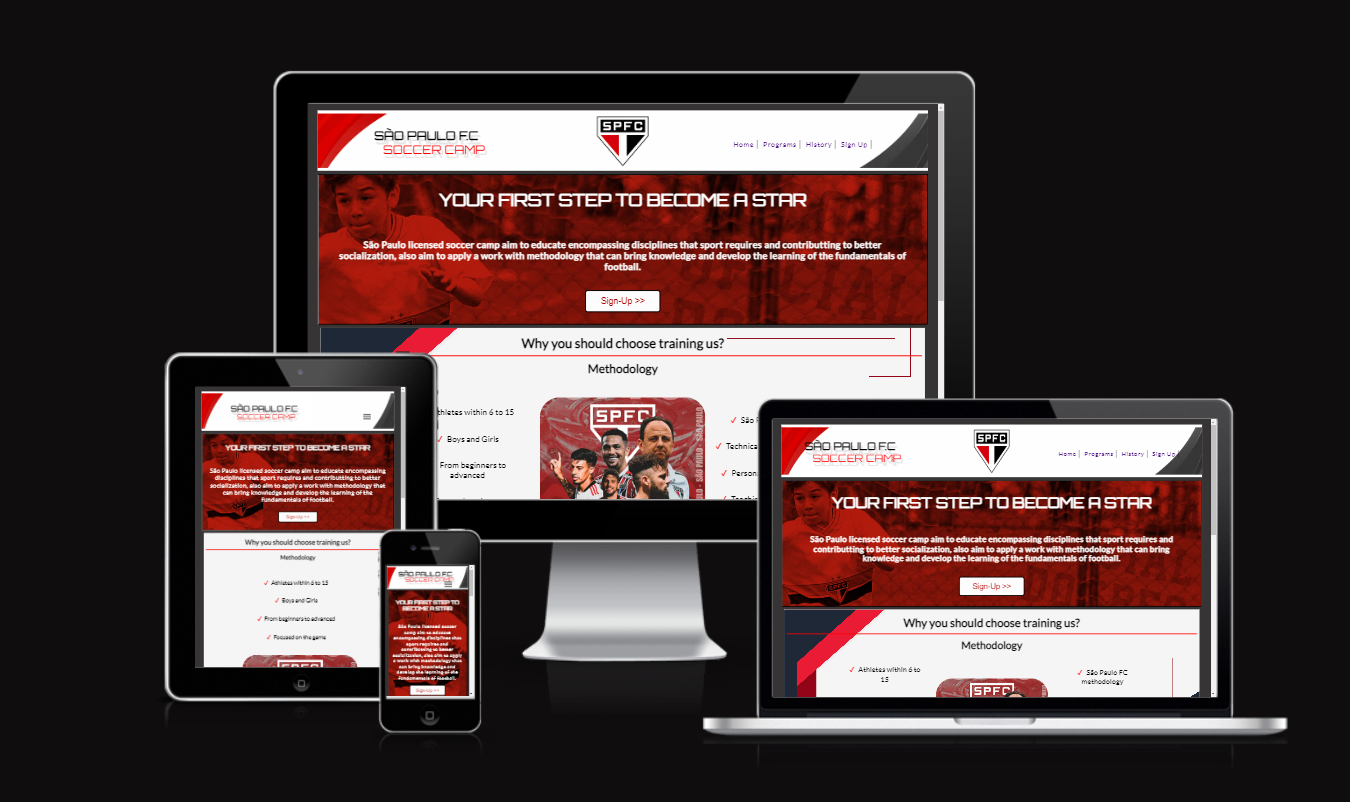 SÃO PAULO F.C
SOCCER CAMP
SPFC
Home | Programs | History | Sign Up |
YOUR FIRST STEP TO BECOME A STAR
São Paulo licensed soccer camp aim to educate encompassing disciplines that sport requires and contributting to better
socialization, also aim to apply a work with methodology that can bring knowledge and develop the learning of the fundamentals of
football.
Sign-Up >>
Why you should choose training us?
Methodology
thletes within 6 to 15
✓ Boys and Girls
From beginners to
advanced
SPFC
SÃO PAULO - SÃO PAULO
✓ São F
✓ Technica
✓ Person
SÃO PAULO F.C
SOCCER CAMP
YOUR FIRST STEP TO BECOME A STAR
São Paulo licensed soccer camp aim to educate encompassing
disciplines that sport requires and contributting to better
socialization, also aim to apply a work with methodology that
can bring knowledge and develop the learning of the
fundamentals of football.
Sign-Up >>
Why you should choose training us?
Methodology
✓ Athletes within 6 to 15
✓ Boys and Girls
✓ From beginners to advanced
✓ Focused on the game
SPFC
SÃO PAULO F.C
SOCCER CAMP
YOUR FIRST STEP TO
BECOME A STAR
São Paulo licensed soccer
camp aim to educate
encompassing disciplines that
sport requires and
contributting to better
socialization, also aim to apply
a work with methodology that
can bring knowledge and
develop the learning of the
fundamentals of football.
Sign-Up >>
SÃO PAULO F.C
SOCCER CAMP
SPFC
Home | Programs | History | Sign Up |
YOUR FIRST STEP TO BECOME A STAR
São Paulo licensed soccer camp aim to educate encompassing disciplines that sport requires and
contributting to better socialization, also aim to apply a work with methodology that can bring
knowledge and develop the learning of the fundamentals of football.
Sign-Up >>
Why you should choose training us?
Methodology
✓ Athletes within 6 to
15
SPFC
✓ São Paulo FC
methodology